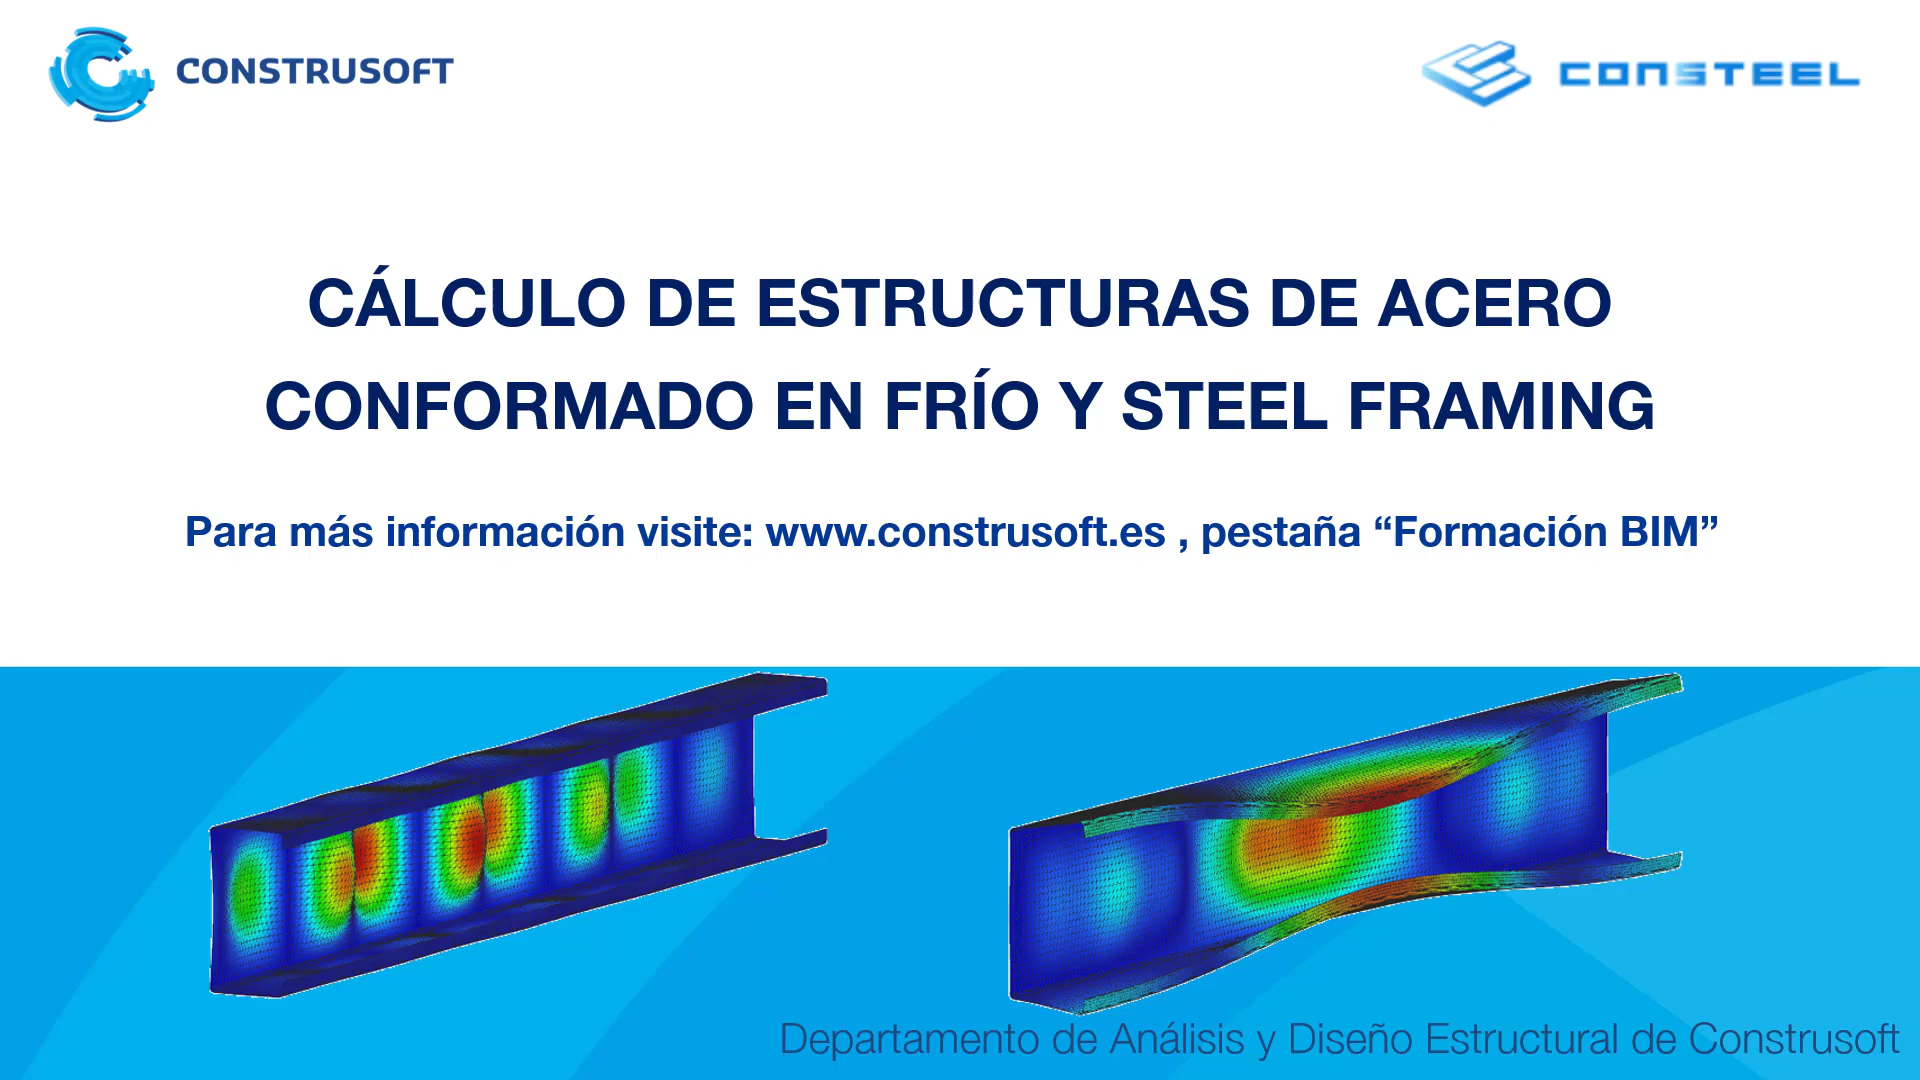 CONSTRUSOFT
CONSTEEL
CÁLCULO DE ESTRUCTURAS DE ACERO
CONFORMADO EN FRÍO Y STEEL FRAMING
Para más información visite: www.construsoft.es , pestaña “Formación BIM”
Departamento de Análisis y Diseño Estructural de Construsoft